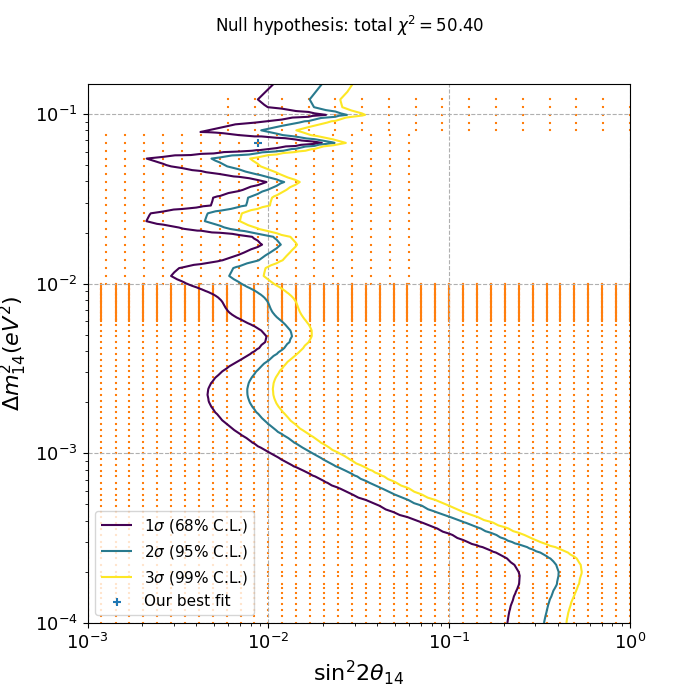 Null hypothesis: total χ² = 50.40
10⁻¹
10⁻²
10⁻³
10⁻⁴
Δm²₁₄(eV²)
1σ (68% C.L.)
2σ (95% C.L.)
3σ (99% C.L.)
Our best fit
10⁻³
10⁻²
10⁻¹
10⁰
sin²2θ₁₄